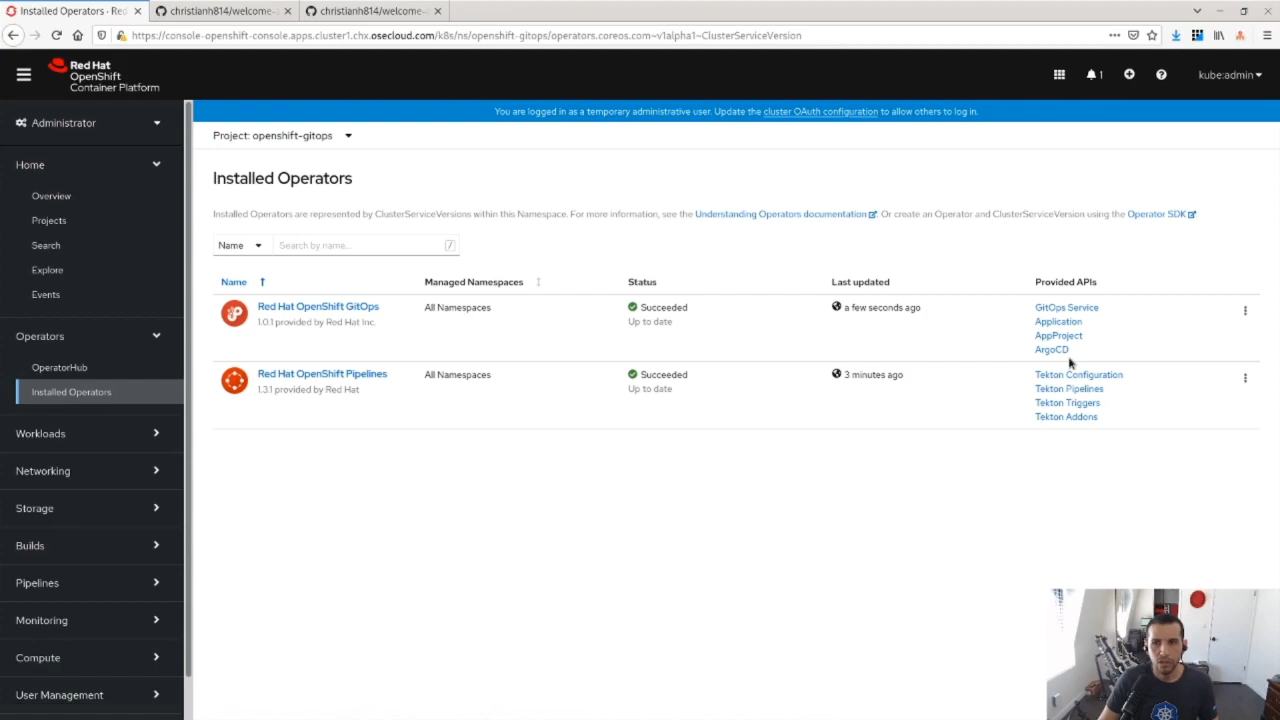 Installed Operators · Red H
christianh814/welcome-
christianh814/welcome-
https://console-openshift-console.apps.cluster1.chx.osecloud.com/k8s/ns/openshift-gitops/operators.coreos.com~v1alpha1~ClusterServiceVersion
Red Hat
OpenShift
Container Platform
1
kube:admin
You are logged in as a temporary administrative user. Update the cluster OAuth configuration to allow others to log in.
Administrator
Project: openshift-gitops
Home
Overview
Projects
Search
Explore
Events
Operators
OperatorHub
Installed Operators
Workloads
Networking
Storage
Builds
Pipelines
Monitoring
Compute
User Management
Installed Operators
Installed Operators are represented by ClusterServiceVersions within this Namespace. For more information, see the Understanding Operators documentation. Or create an Operator and ClusterServiceVersion using the Operator SDK
Name
Search by name...
/
Name
Managed Namespaces
Status
Last updated
Provided APIs
Red Hat OpenShift GitOps
1.0.1 provided by Red Hat Inc.
All Namespaces
Succeeded
Up to date
a few seconds ago
GitOps Service
Application
AppProject
ArgoCD
Red Hat OpenShift Pipelines
1.3.1 provided by Red Hat
All Namespaces
Succeeded
Up to date
3 minutes ago
Tekton Configuration
Tekton Pipelines
Tekton Triggers
Tekton Addons